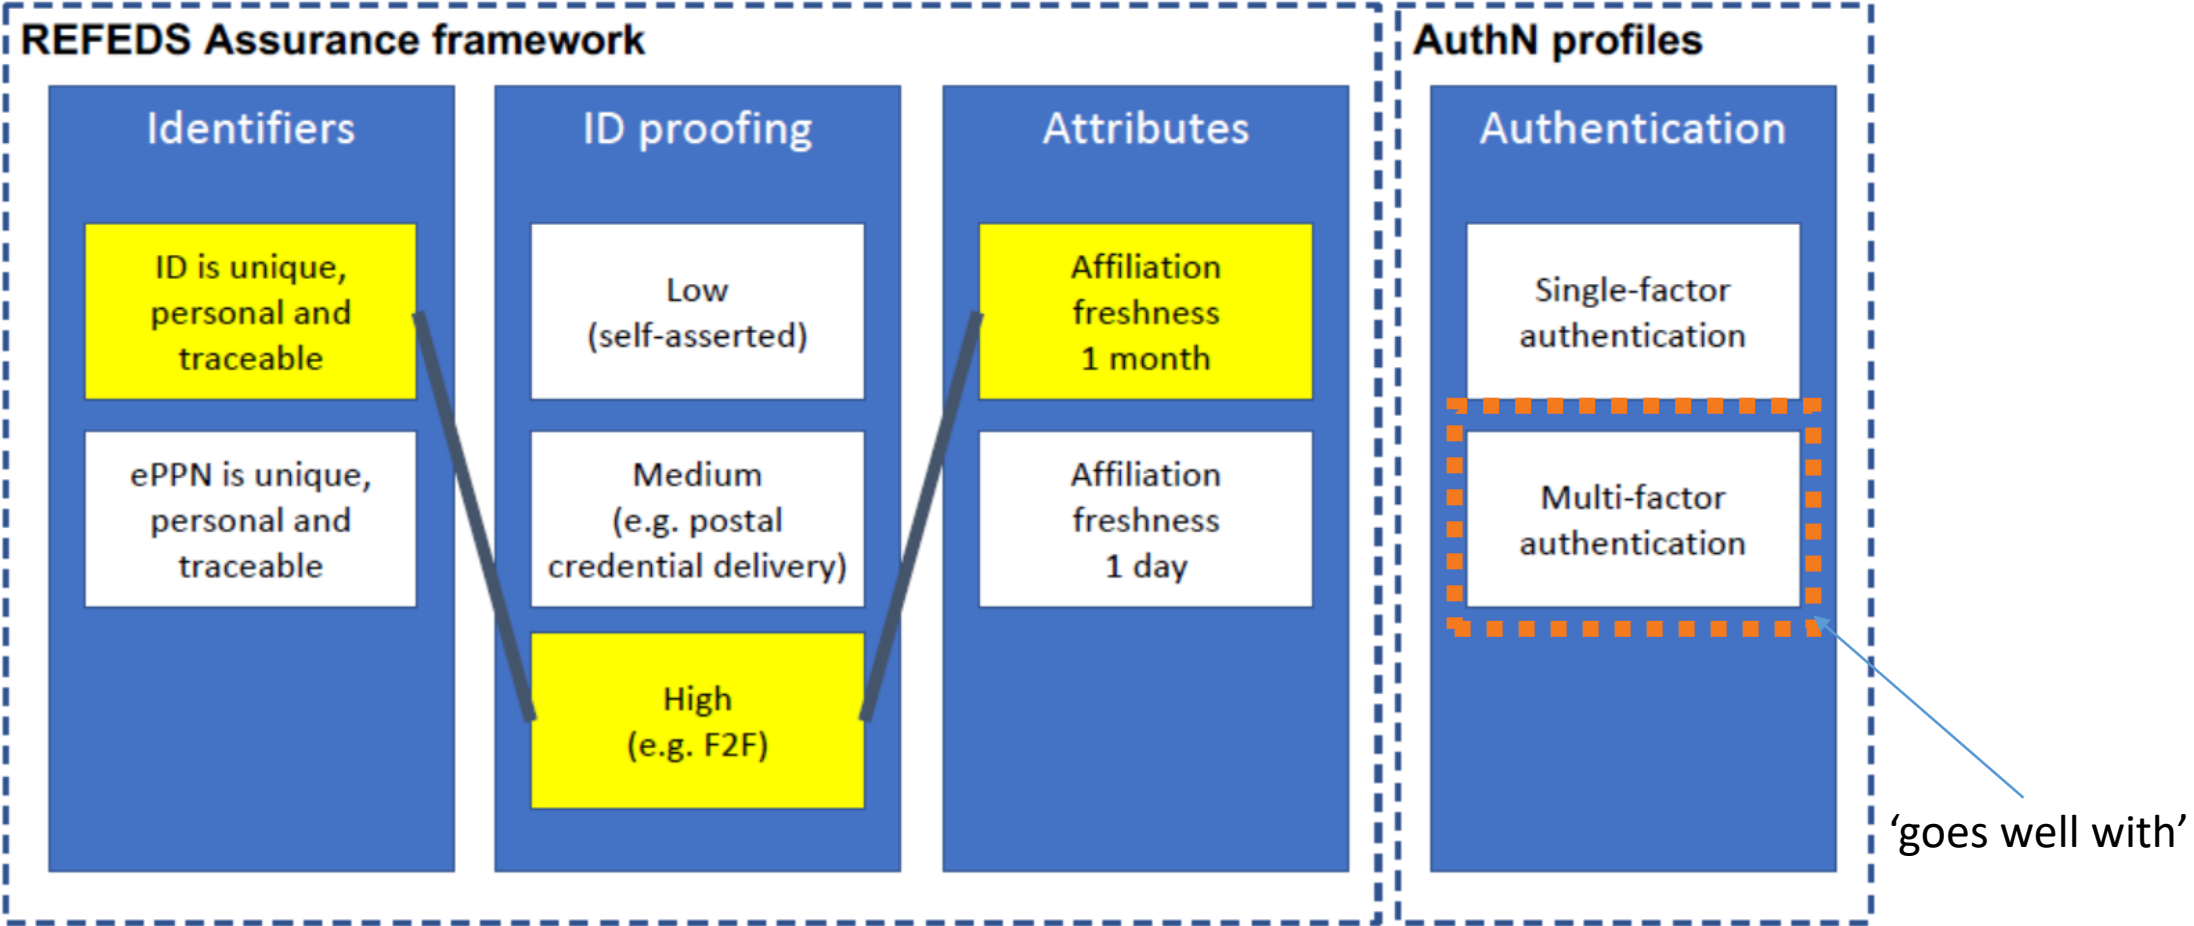 REFEDS Assurance framework
Identifiers
ID is unique,
personal and
traceable
ePPN is unique,
personal and
traceable
ID proofing
Low
(self-asserted)
Medium
(e.g. postal
credential delivery)
High
(e.g. F2F)
Attributes
Affiliation
freshness
1 month
Affiliation
freshness
1 day
AuthN profiles
Authentication
Single-factor
authentication
Multi-factor
authentication
‘goes well with’